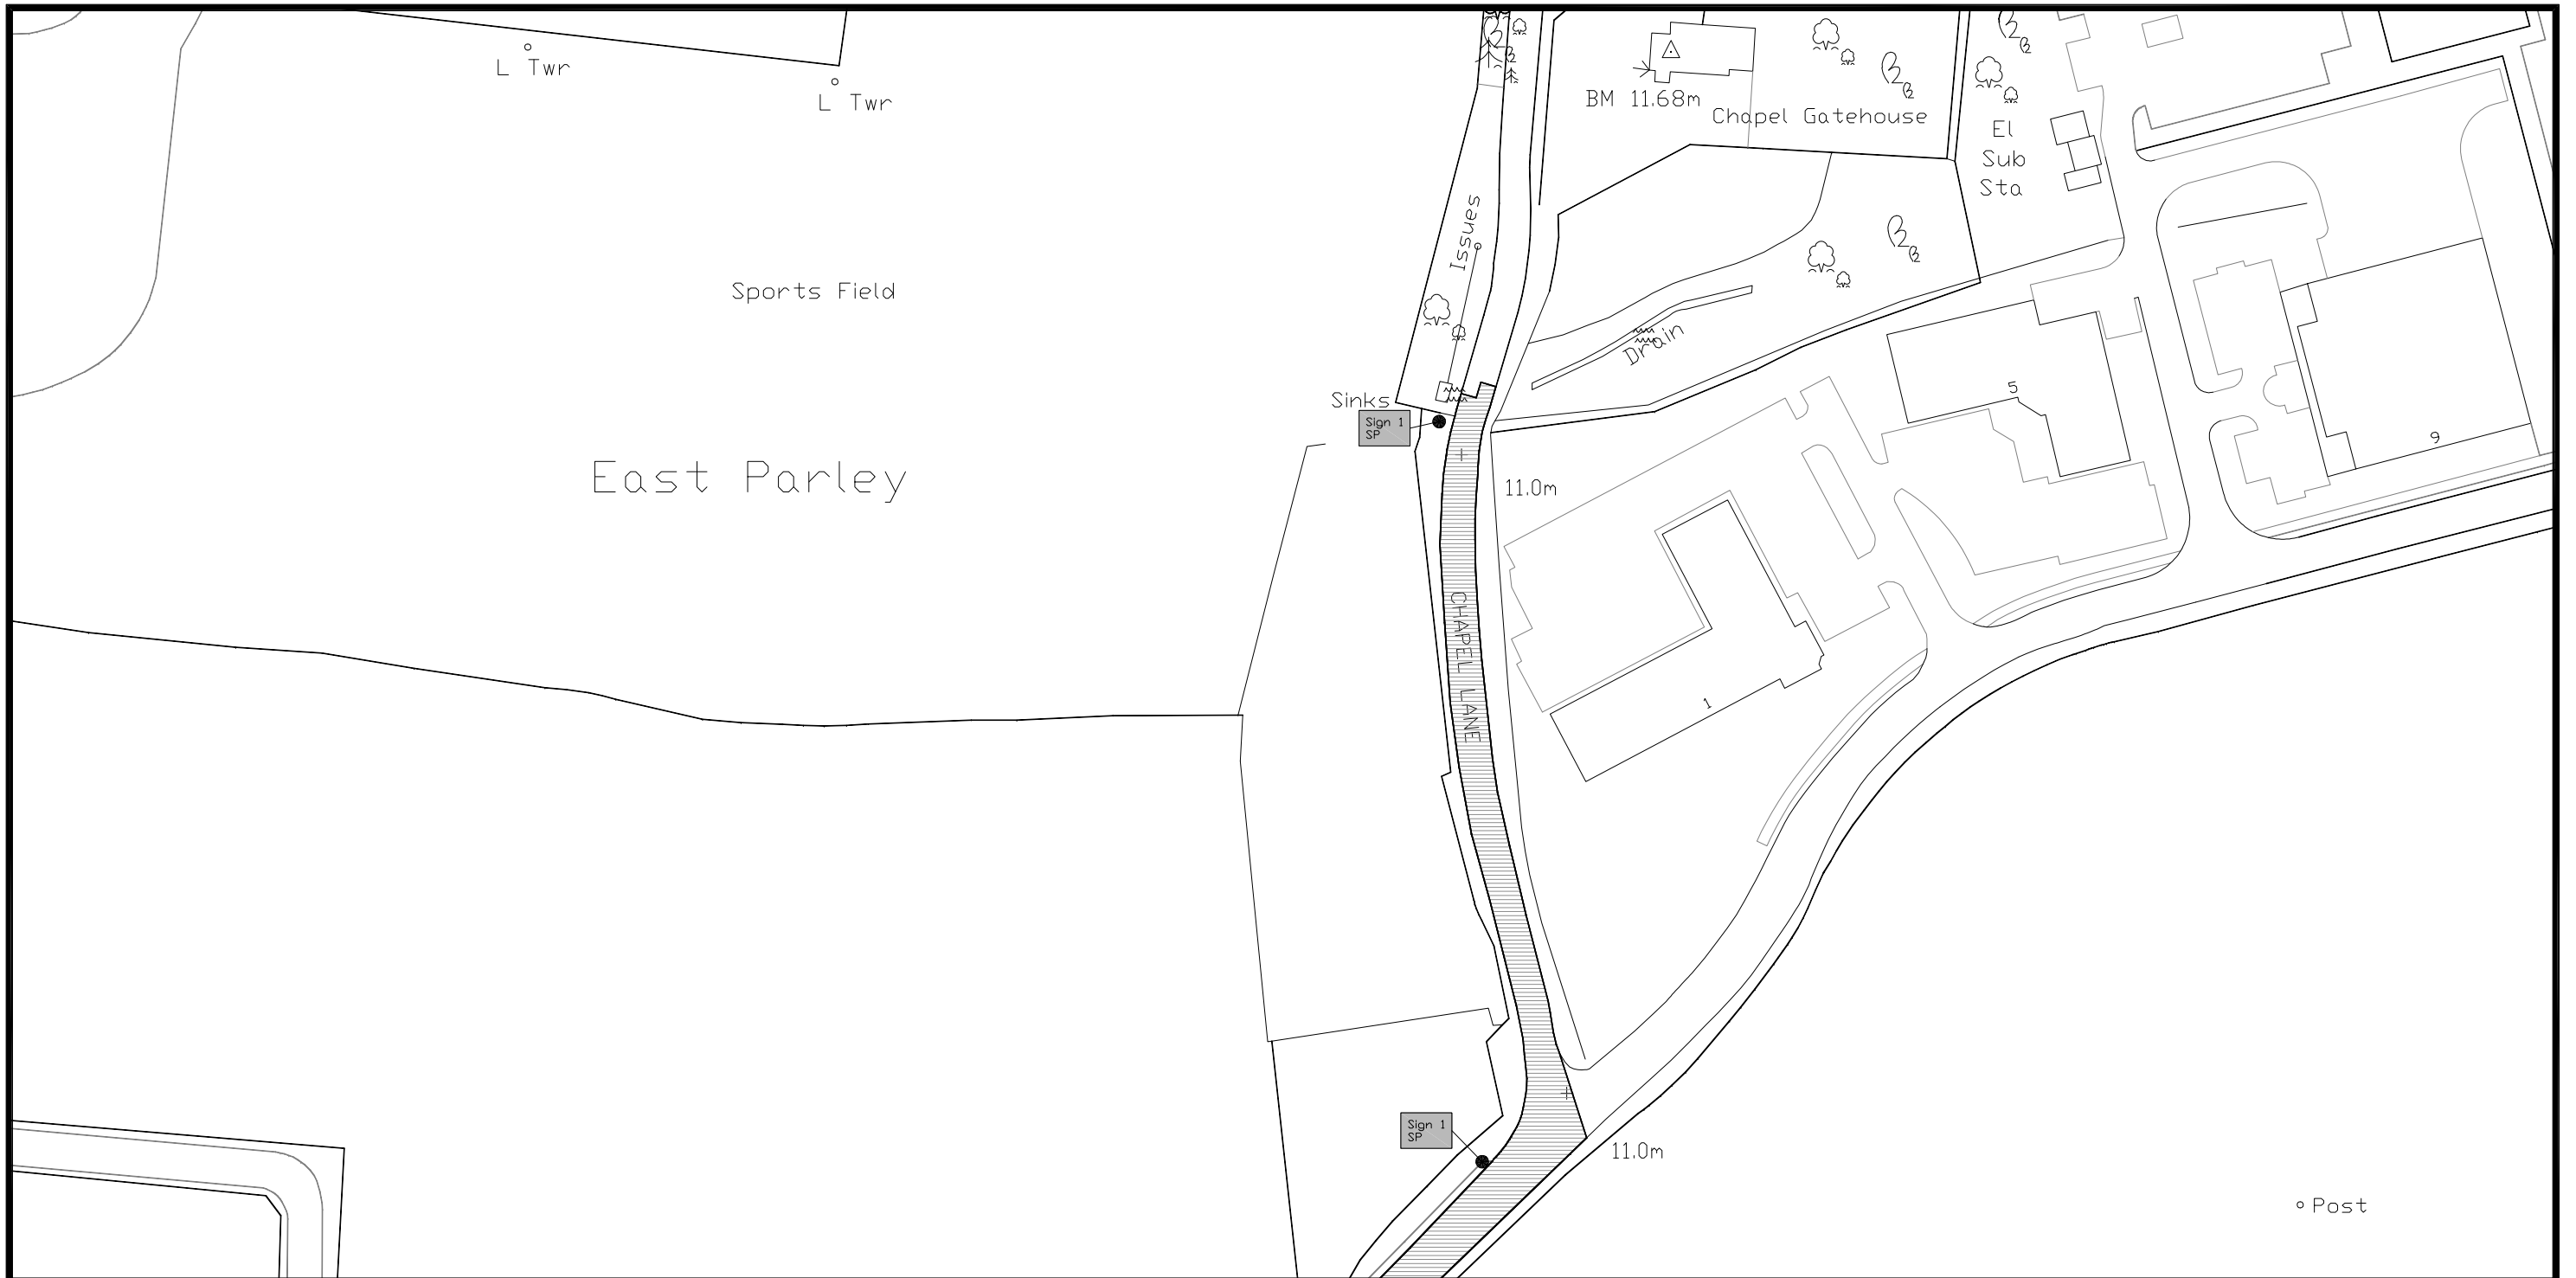 L Twr
L Twr
BM 11.68m
Chapel Gatehouse
El
Sub
Sta
Issues
Sports Field
Drain
Sinks
Sign 1
SP
5
9
East Parley
11.0m
CHAPEL LANE
1
Sign 1
SP
11.0m
Post